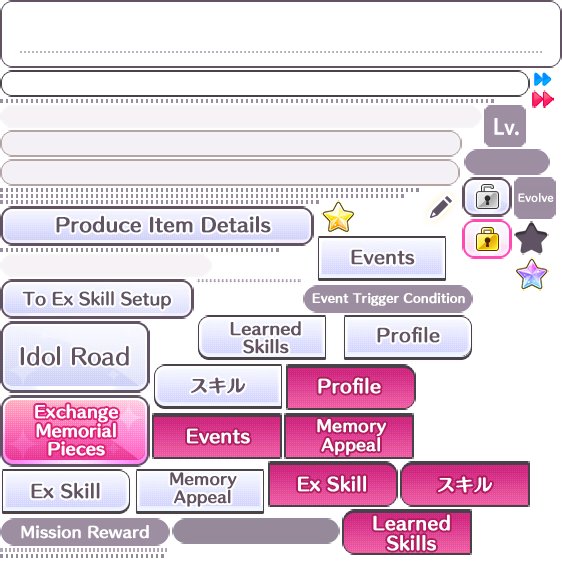 Lv.
Evolve
Produce Item Details
Events
To Ex Skill Setup
Event Trigger Condition
Learned
Skills
Profile
Idol Road
スキル
Profile
Exchange
Memorial
Pieces
Events
Memory
Appeal
Ex Skill
Memory
Appeal
Ex Skill
スキル
Mission Reward
Learned
Skills